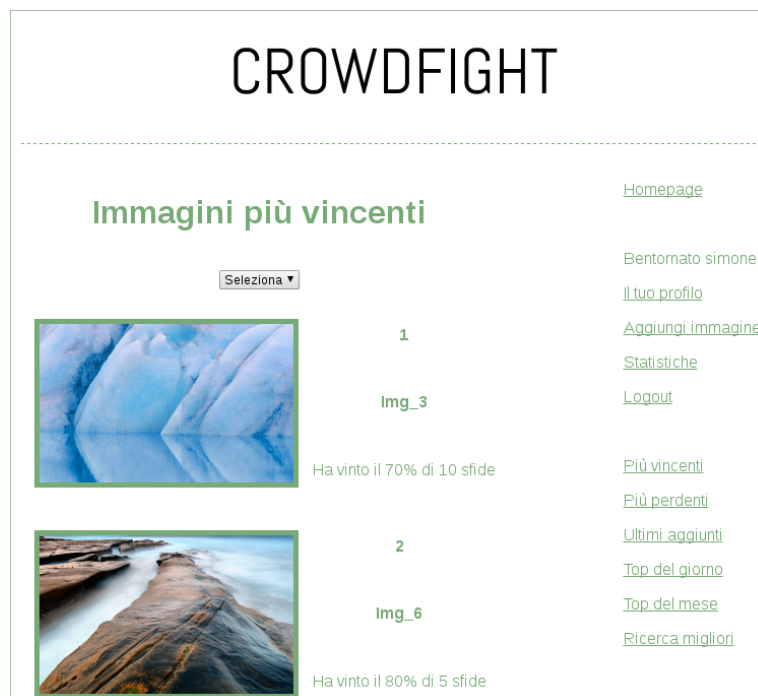 CROWDFIGHT
Immagini più vincenti
Seleziona
1
Img_3
Ha vinto il 70% di 10 sfide
2
Img_6
Ha vinto il 80% di 5 sfide
Homepage
Bentornato simone
Il tuo profilo
Aggiungi immagine
Statistiche
Logout
Più vincenti
Più perdenti
Ultimi aggiunti
Top del giorno
Top del mese
Ricerca migliori